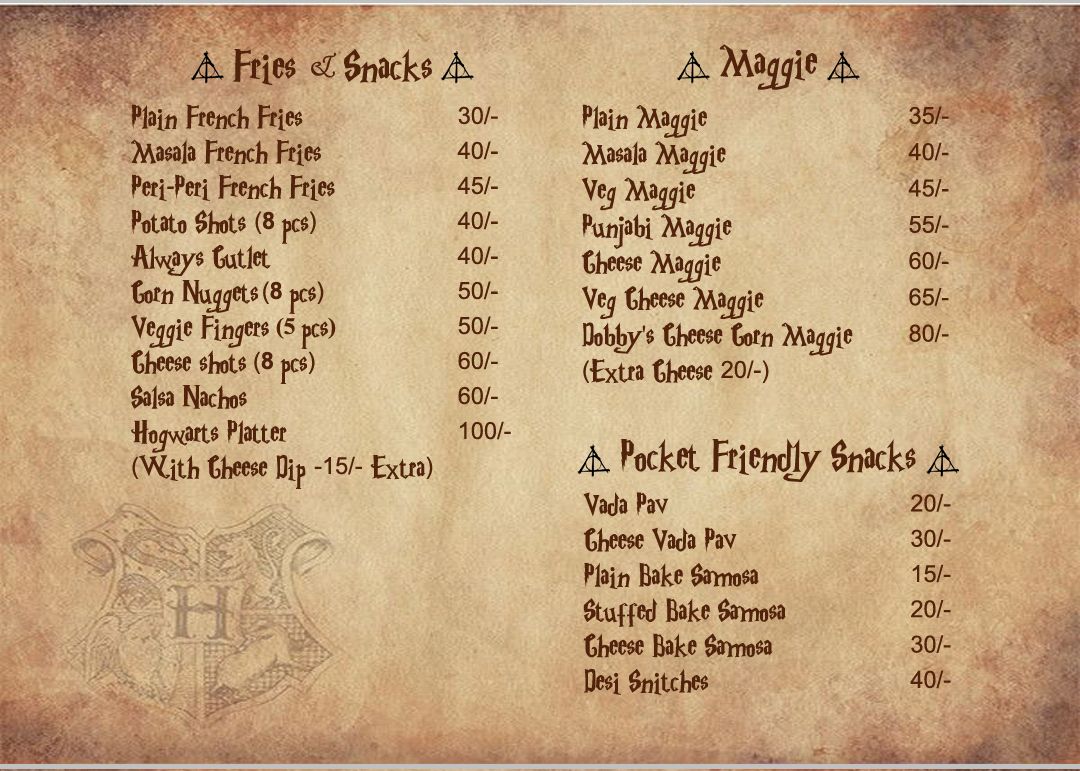 Fries & Snacks
Plain French Fries 30/-
Masala French Fries 40/-
Peri-Peri French Fries 45/-
Potato Shots (8 pcs) 40/-
Always Cutlet 40/-
Corn Nuggets (8 pcs) 50/-
Veggie Fingers (5 pcs) 50/-
Cheese shots (8 pcs) 60/-
Salsa Nachos 60/-
Hogwarts Platter 100/-
(With Cheese Dip -15/- Extra)
H
Maggie
Plain Maggie 35/-
Masala Maggie 40/-
Veg Maggie 45/-
Punjabi Maggie 55/-
Cheese Maggie 60/-
Veg Cheese Maggie 65/-
Dobby's Cheese Corn Maggie 80/-
(Extra Cheese 20/-)
Pocket Friendly Snacks
Vada Pav 20/-
Cheese Vada Pav 30/-
Plain Bake Samosa 15/-
Stuffed Bake Samosa 20/-
Cheese Bake Samosa 30/-
Desi Snitches 40/-